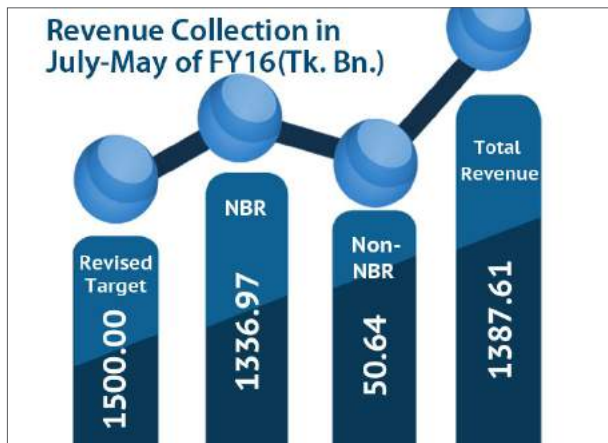 Revenue Collection in
July-May of FY16(Tk. Bn.)
Revised
Target
1500.00
NBR
1336.97
Non-
NBR
50.64
Total
Revenue
1387.61